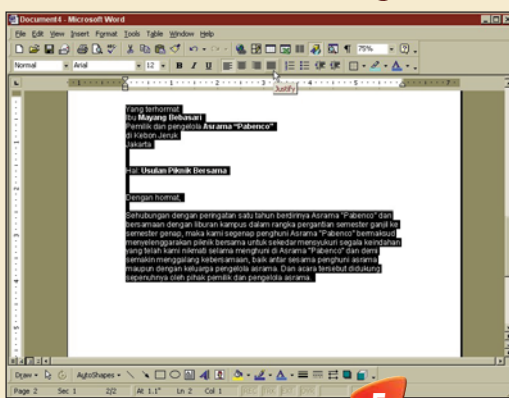 Document4 - Microsoft Word
File Edit View Insert Format Tools Table Window Help
75%
Normal Arial 12 B I U
Justify
Yang terhormat
Ibu Mayang Bebasari
Pemilik dan pengelola Asrama "Pabenco"
di Kebon Jeruk
Jakarta
Hal: Usulan Piknik Bersama
Dengan hormat,
Sehubungan dengan peringatan satu tahun berdirinya Asrama "Pabenco" dan
bersamaan dengan liburan kampus dalam rangka pergantian semester ganjil ke
semester genap, maka kami segenap penghuni Asrama "Pabenco" bermaksud
menyelenggarakan piknik bersama untuk sekedar mensyukuri segala keindahan
yang telah kami nikmati selama menghuni di Asrama "Pabenco" dan demi
semakin menggalang kebersamaan, baik antar sesama penghuni asrama
maupun dengan keluarga pengelola asrama. Dan acara tersebut didukung
sepenuhnya oleh pihak pemilik dan pengelola asrama.
Draw AutoShapes
Page 2 Sec 1 2/2 At 1.1" Ln 2 Col 1